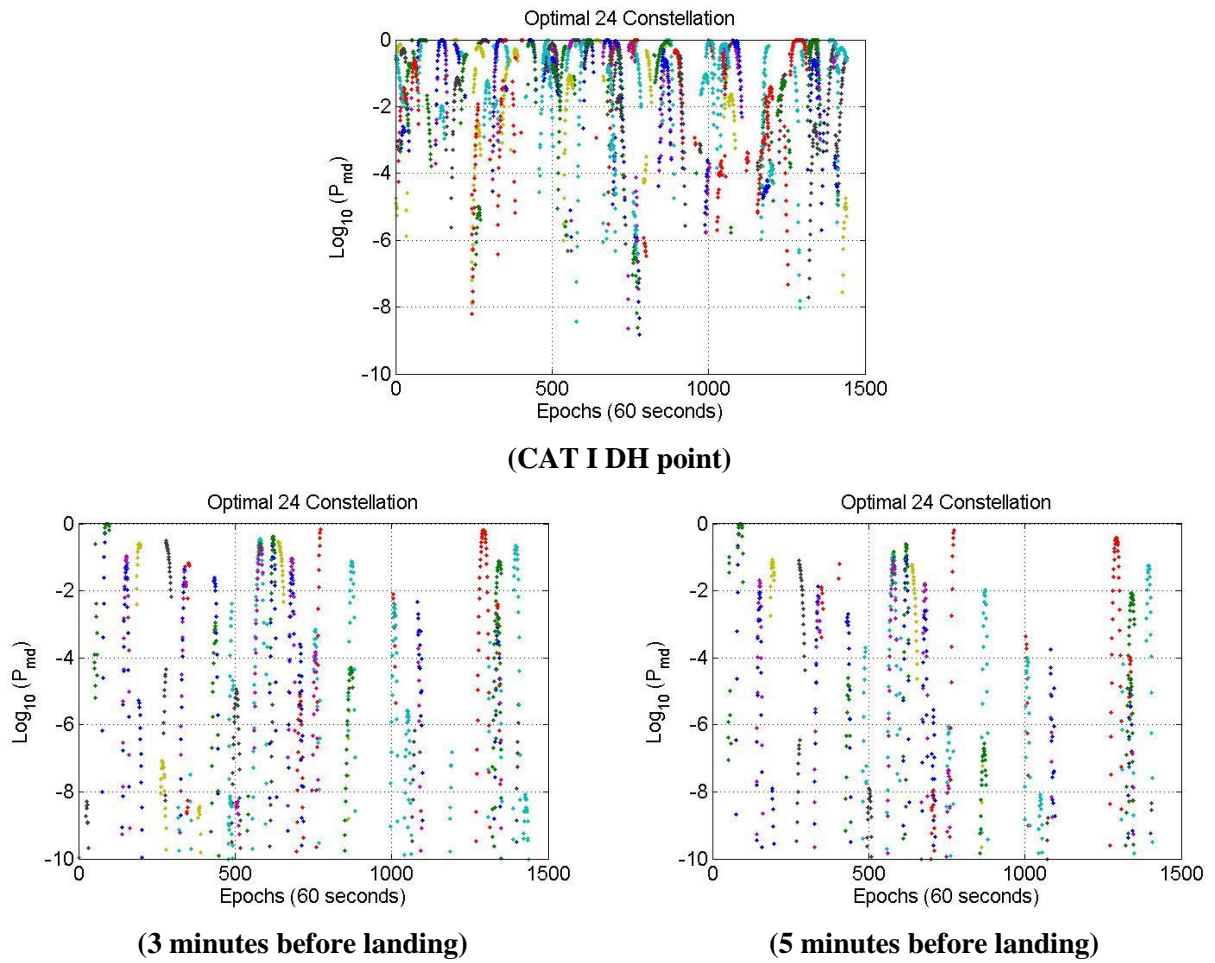 Optimal 24 Constellation
Log10 (Pmd)
0
-2
-4
-6
-8
-10
0 500 1000 1500
Epochs (60 seconds)
(CAT I DH point)
Optimal 24 Constellation
Log10 (Pmd)
0
-2
-4
-6
-8
-10
0 500 1000 1500
Epochs (60 seconds)
(3 minutes before landing)
Optimal 24 Constellation
Log10 (Pmd)
0
-2
-4
-6
-8
-10
0 500 1000 1500
Epochs (60 seconds)
(5 minutes before landing)